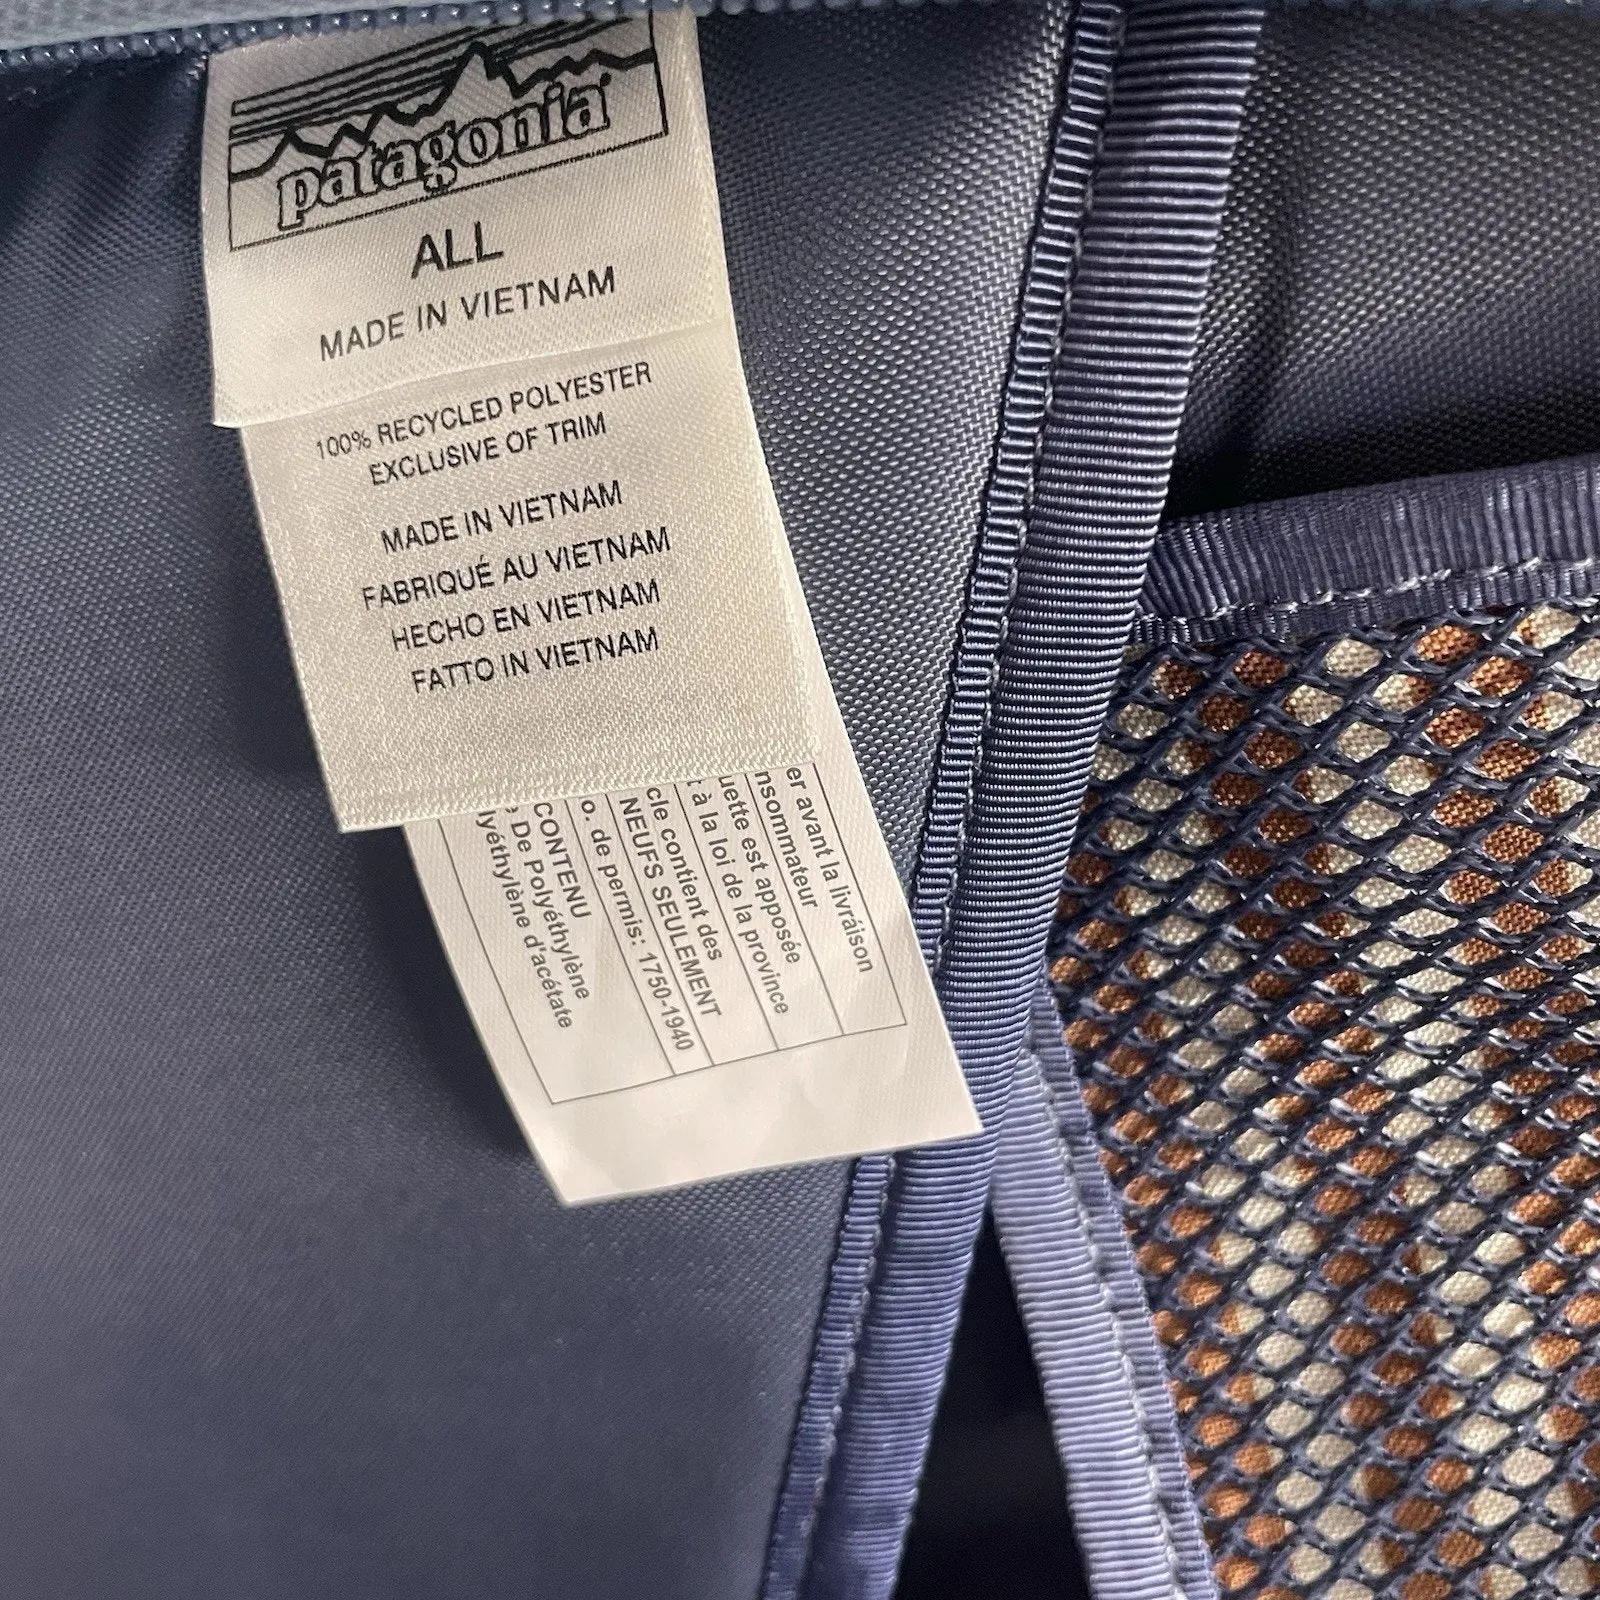 patagonia
ALL
MADE IN VIETNAM
100% RECYCLED POLYESTER
EXCLUSIVE OF TRIM
MADE IN VIETNAM
FABRIQUÉ AU VIETNAM
HECHO EN VIETNAM
FATTO IN VIETNAM
er avant la livráison
nsommateur
uette est apposée
à la loi de la province
cle contient des
NEUFS SEULEMENT
o. de permis: 1750-1940
CONTENU
De Polyéthylène
yéthylène d'acétate